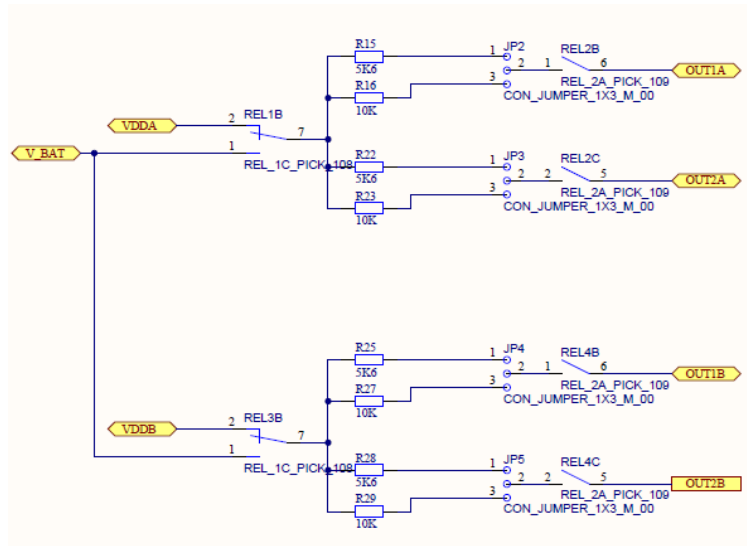 R15
5K6
1
JP2
REL2B
2
1
6
OUT1A
R16
10K
3
REL_2A_PICK_109
CON_JUMPER_1X3_M_00
VDDA
2
REL1B
7
V_BAT
1
REL_1C_PICK_108
R22
5K6
1
JP3
REL2C
2
2
5
OUT2A
R23
10K
3
REL_2A_PICK_109
CON_JUMPER_1X3_M_00
R25
5K6
1
JP4
REL4B
2
1
6
OUT1B
R27
10K
3
REL_2A_PICK_109
CON_JUMPER_1X3_M_00
VDDB
2
REL3B
7
1
REL_1C_PICK_108
R28
5K6
1
JP5
REL4C
2
2
5
OUT2B
R29
10K
3
REL_2A_PICK_109
CON_JUMPER_1X3_M_00